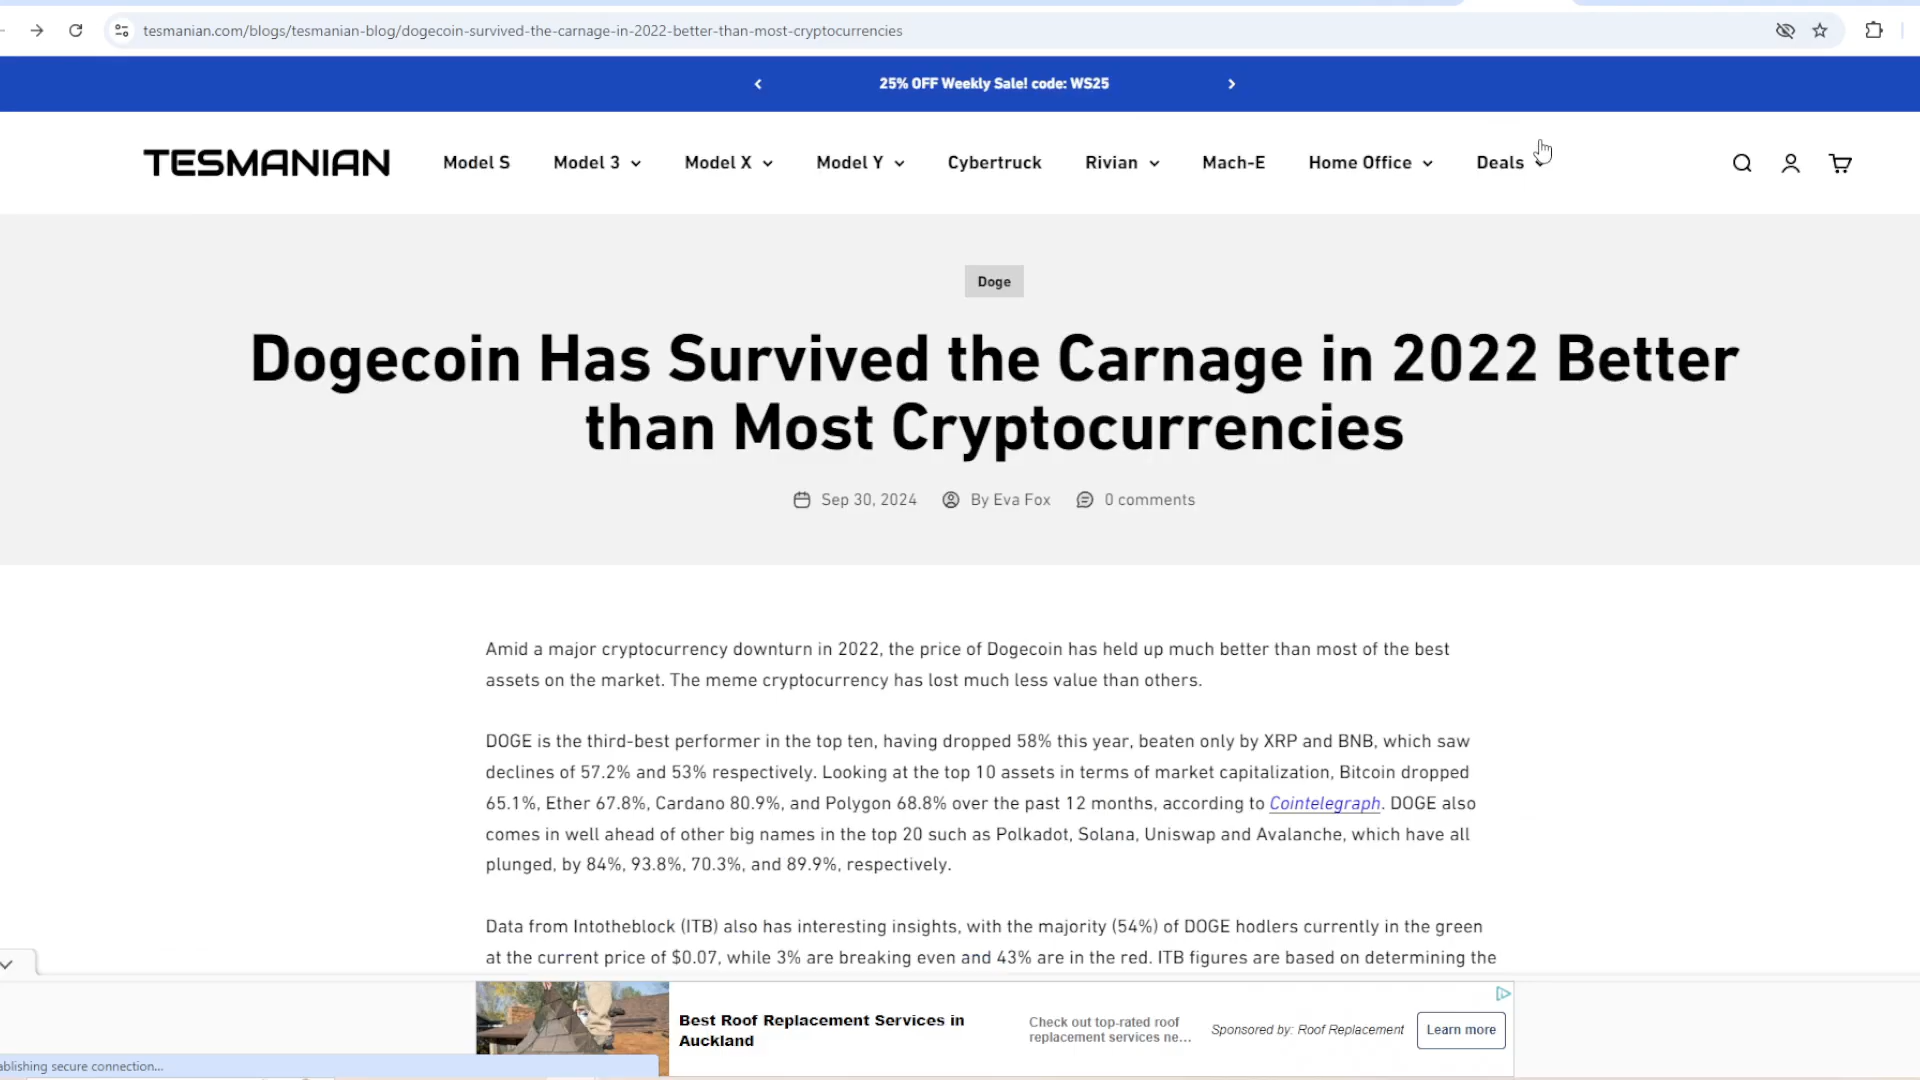 tesmanian.com/blogs/tesmanian-blog/dogecoin-survived-the-carnage-in-2022-better-than-most-cryptocurrencies
25% OFF Weekly Sale! code: WS25
TESMANIAN
Model S
Model 3
Model X
Model Y
Cybertruck
Rivian
Mach-E
Home Office
Deals
Doge
Dogecoin Has Survived the Carnage in 2022 Better
than Most Cryptocurrencies
Sep 30, 2024
By Eva Fox
0 comments
Amid a major cryptocurrency downturn in 2022, the price of Dogecoin has held up much better than most of the best
assets on the market. The meme cryptocurrency has lost much less value than others.
DOGE is the third-best performer in the top ten, having dropped 58% this year, beaten only by XRP and BNB, which saw
declines of 57.2% and 53% respectively. Looking at the top 10 assets in terms of market capitalization, Bitcoin dropped
65.1%, Ether 67.8%, Cardano 80.9%, and Polygon 68.8% over the past 12 months, according to Cointelegraph. DOGE also
comes in well ahead of other big names in the top 20 such as Polkadot, Solana, Uniswap and Avalanche, which have all
plunged, by 84%, 93.8%, 70.3%, and 89.9%, respectively.
Data from Intotheblock (ITB) also has interesting insights, with the majority (54%) of DOGE hodlers currently in the green
at the current price of $0.07, while 3% are breaking even and 43% are in the red. ITB figures are based on determining the
Best Roof Replacement Services in
Auckland
Check out top-rated roof
replacement services ne...
Sponsored by: Roof Replacement
Learn more
ablishing secure connection...